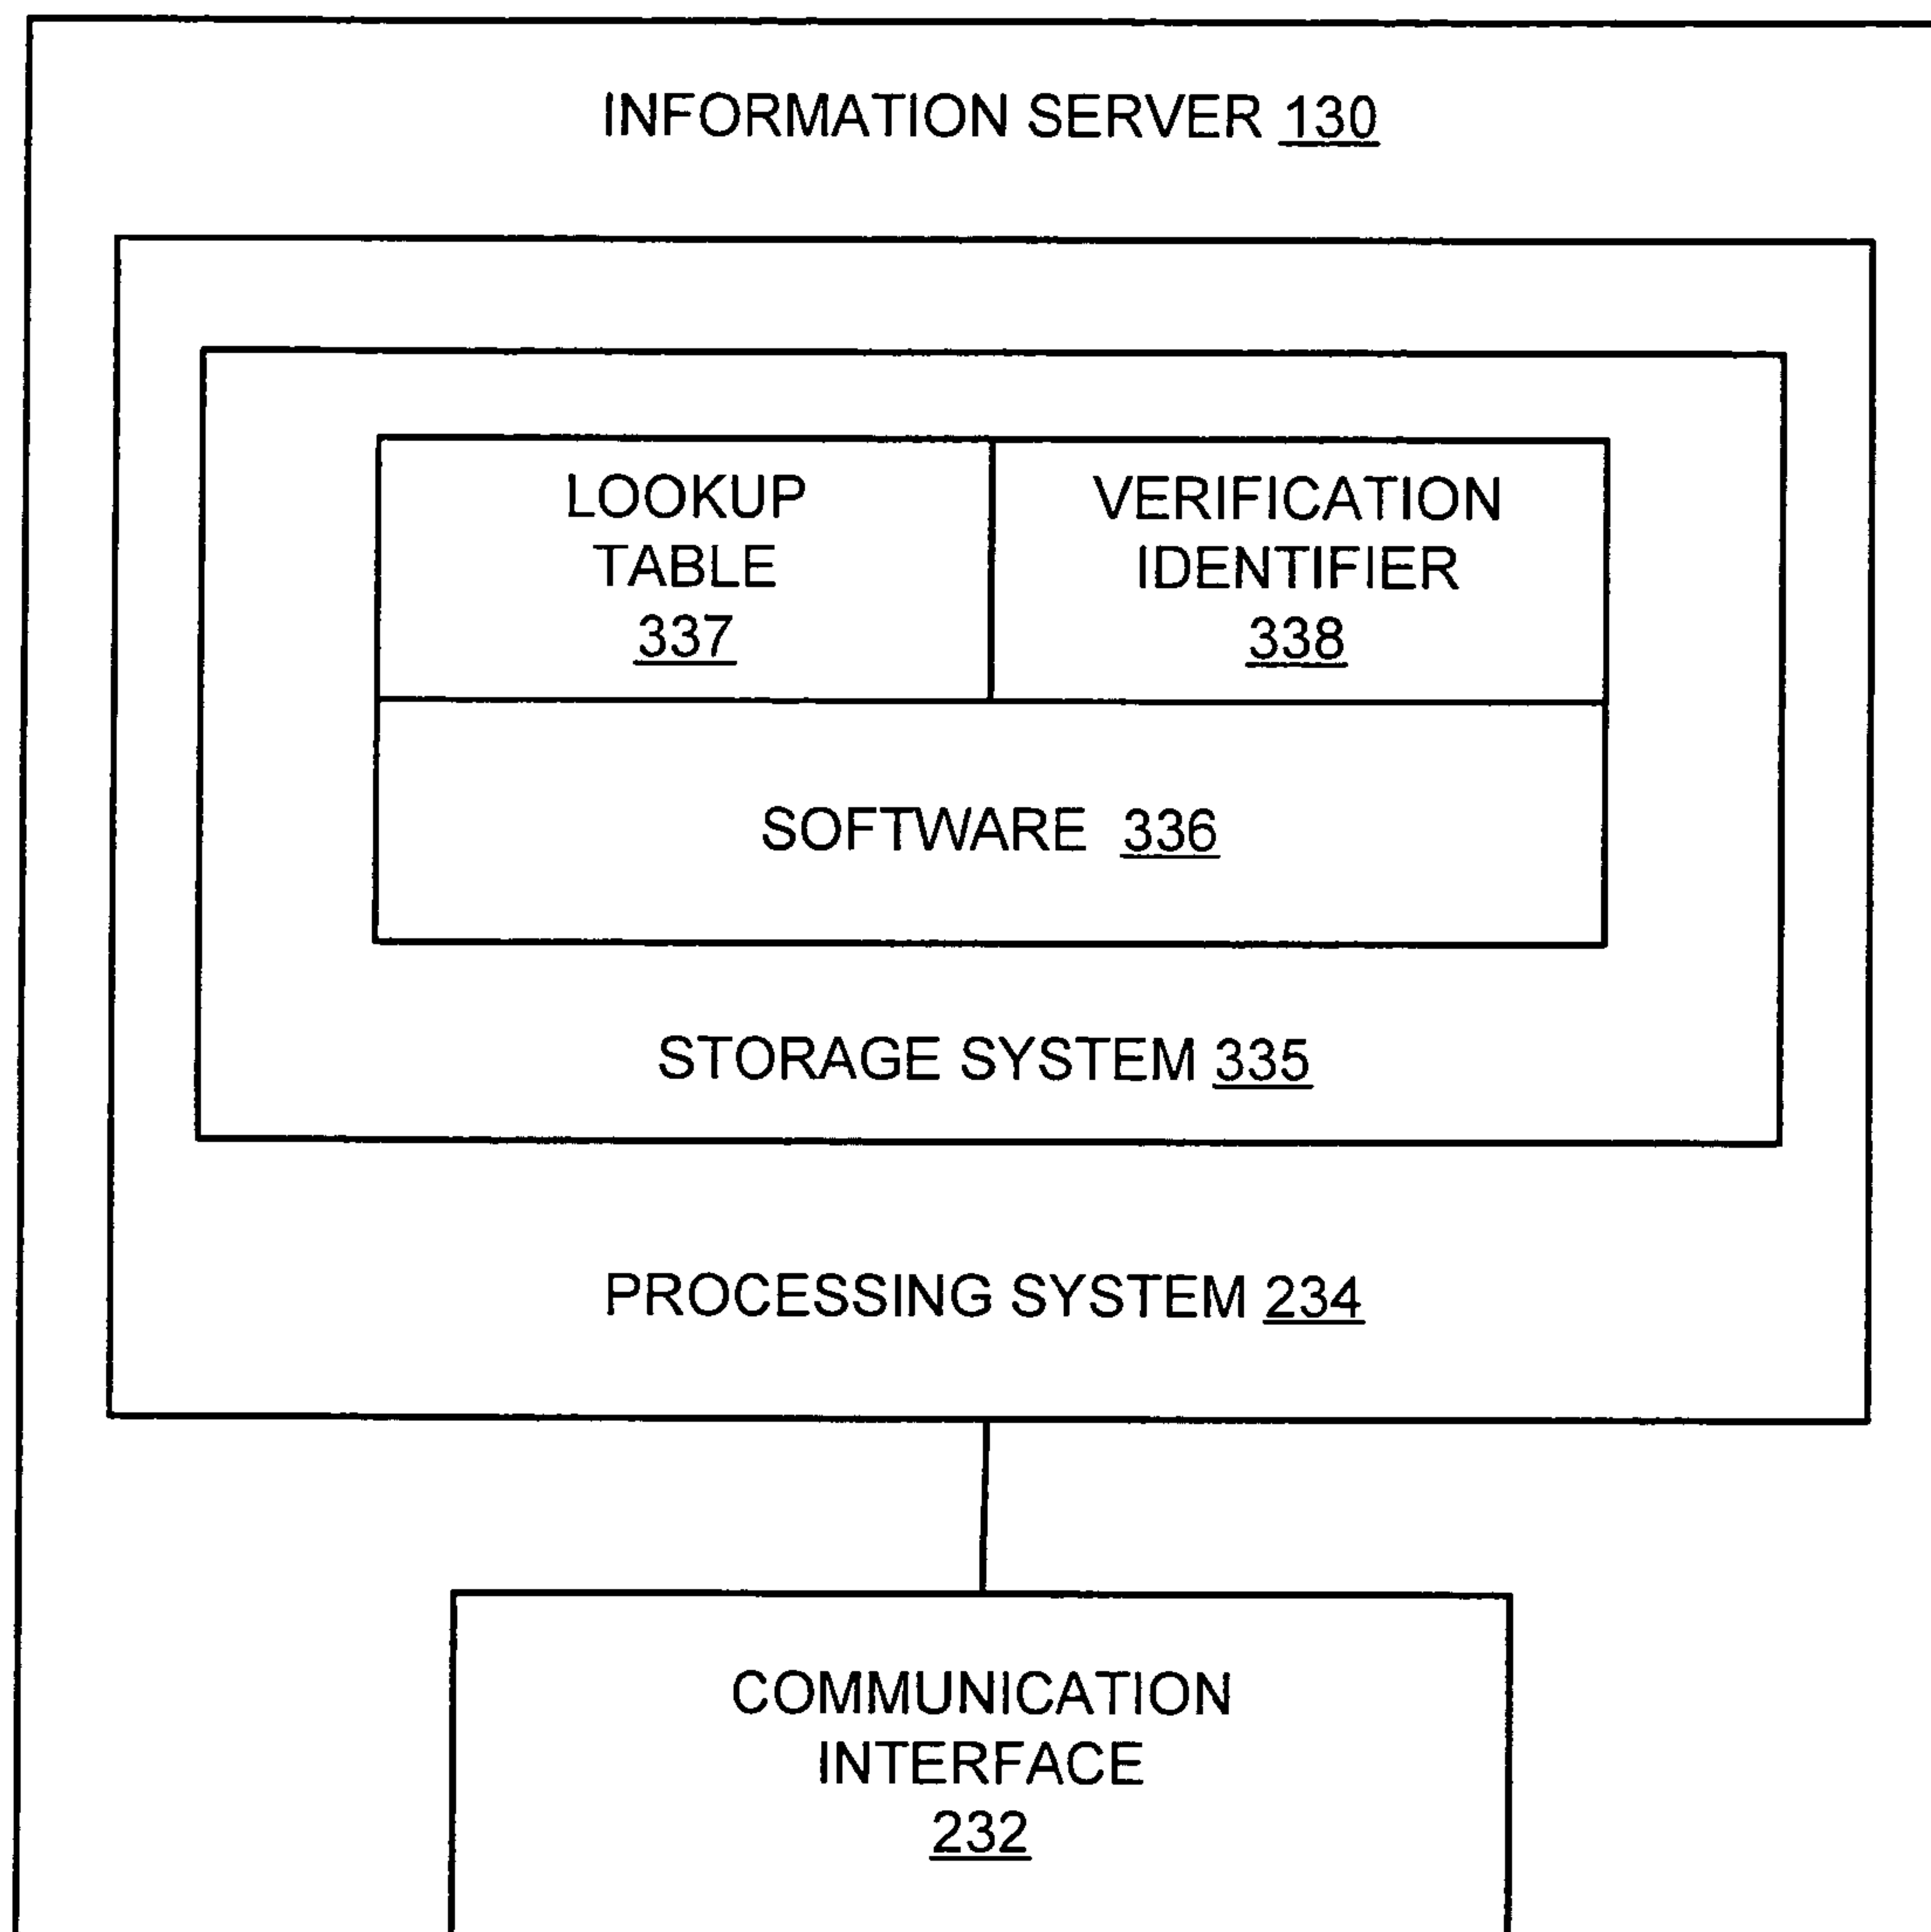 INFORMATION SERVER 130
LOOKUP
TABLE
337
VERIFICATION
IDENTIFIER
338
SOFTWARE 336
STORAGE SYSTEM 335
PROCESSING SYSTEM 234
COMMUNICATION
INTERFACE
232